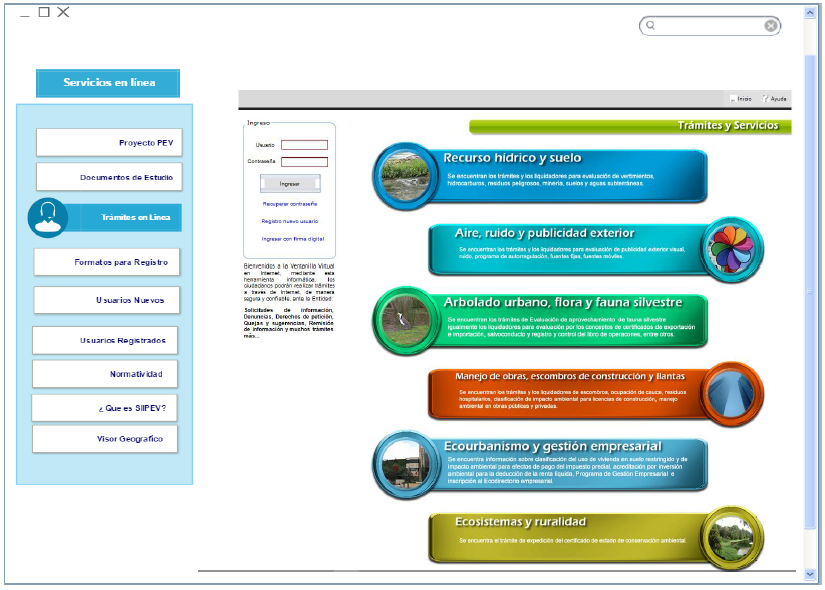 Servicios en línea
Proyecto PEV
Documentos de Estudio
Trámites en Linea
Formatos para Registro
Usuarios Nuevos
Usuarios Registrados
Normatividad
¿ Que es SIIPEV?
Visor Geografico
Inicio Ayuda
Ingreso
Usuario
Contraseña
Ingresar
Recuperar contraseña
Registro nuevo usuario
Ingresar con firma digital
Bienvenidos a la Ventanilla Virtual
en Internet, mediante esta
herramienta informática, los
ciudadanos podrán realizar trámites
a través de Internet, de manera
segura y confiable, ante la Entidad:
Solicitudes de información,
Denuncias, Derechos de petición,
Quejas y sugerencias, Remisión
de información y muchos trámites
más...
Trámites y Servicios
Recurso hídrico y suelo
Se encuentran los trámites y los liquidadores para evaluación de vertimientos,
hidrocarburos, residuos peligrosos, minería, suelos y aguas subterráneas.
Aire, ruido y publicidad exterior
Se encuentran los trámites y los liquidadores para evaluación de publicidad exterior visual,
ruido, programa de autorregulación, fuentes fijas, fuentes móviles.
Arbolado urbano, flora y fauna silvestre
Se encuentran los trámites de Evaluación de aprovechamiento de fauna silvestre
igualmente los liquidadores para evaluación por los conceptos de certificados de exportación
e importación, salvoconducto y registro y control del libro de operaciones, entre otros.
Manejo de obras, escombros de construcción y llantas
Se encuentran los trámites y los liquidadores de escombros, ocupación de cauce, residuos
hospitalarios, clasificación de impacto ambiental para licencias de construcción,, manejo
ambiental en obras públicas y privadas.
Ecourbanismo y gestión empresarial
Se encuentra información sobre clasificación del uso de vivienda en suelo restringido y de
impacto ambiental para efectos de pago del impuesto predial, acreditación por inversión
ambiental para la deducción de la renta líquida, Programa de Gestión Empresarial e
inscripción al Ecodirectorio empresarial.
Ecosistemas y ruralidad
Se encuentra el trámite de expedición del certificado de estado de conservación ambiental.